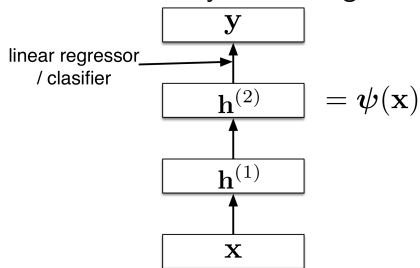 y
linear regressor
/ clasifier
h^{(2)} = ψ(x)
h^{(1)}
x